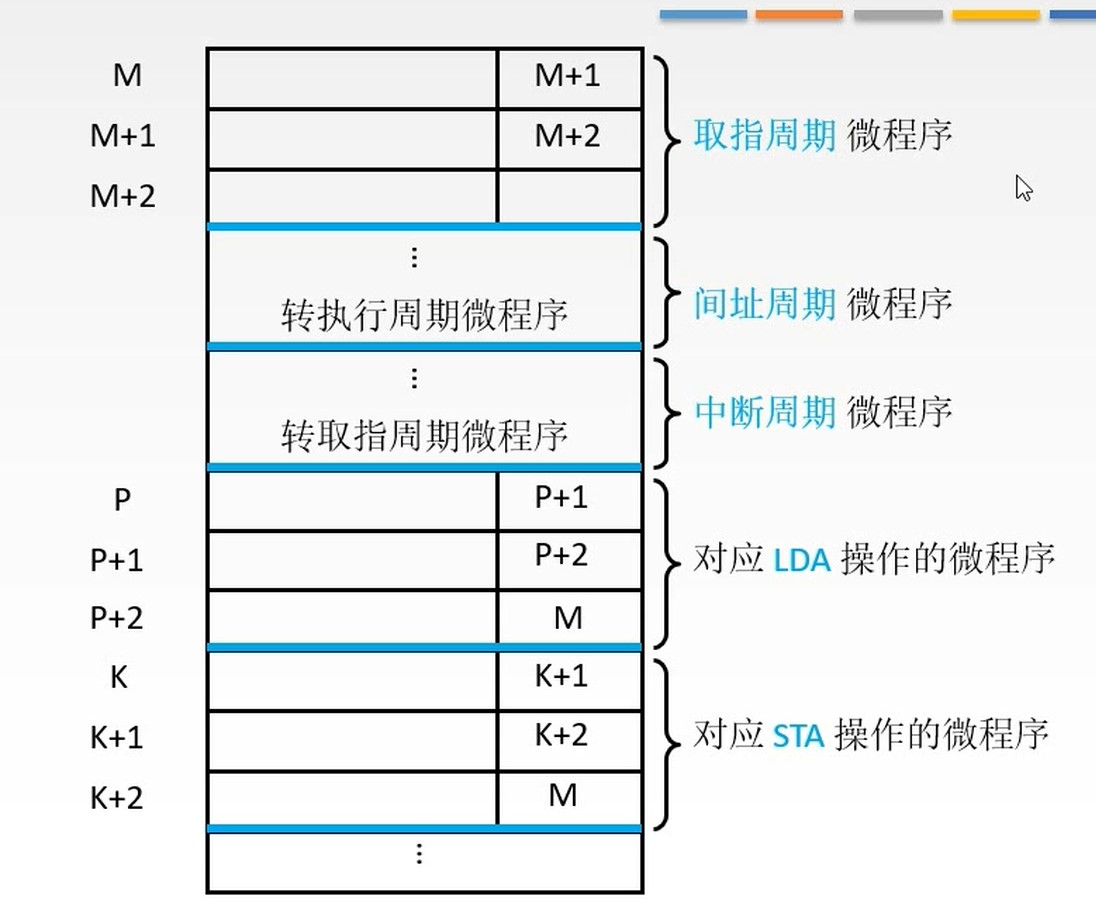 M M+1
M+1 M+2 取指周期 微程序
M+2
⋮
转执行周期微程序 间址周期 微程序
⋮
转取指周期微程序 中断周期 微程序
P P+1
P+1 P+2 对应 LDA 操作的微程序
P+2 M
K K+1
K+1 K+2 对应 STA 操作的微程序
K+2 M
⋮